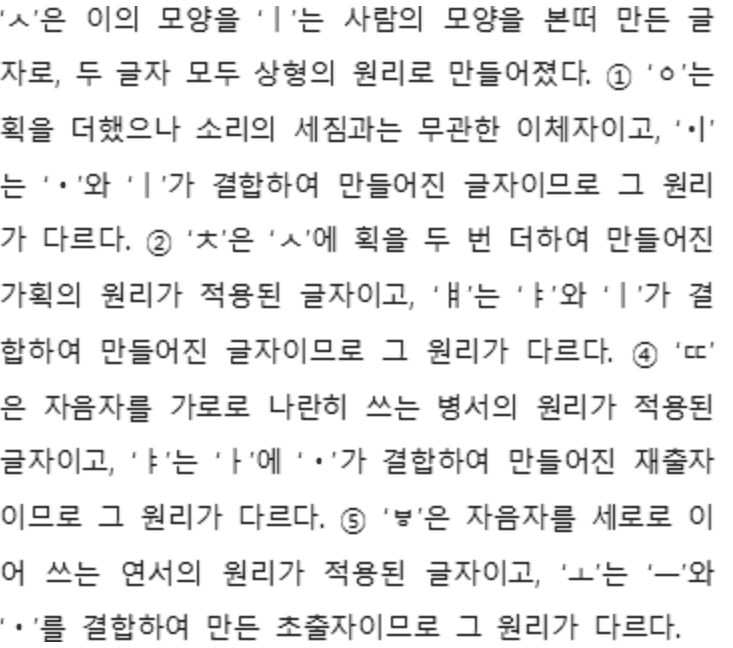 ‘ㅅ’은 이의 모양을 ‘ㅣ’는 사람의 모양을 본떠 만든 글
자로, 두 글자 모두 상형의 원리로 만들어졌다. ① ‘ㆁ’는
획을 더했으나 소리의 세짐과는 무관한 이체자이고, ‘ㆎ’
는 ‘ㆍ’와 ‘ㅣ’가 결합하여 만들어진 글자이므로 그 원리
가 다르다. ② ‘ㅊ’은 ‘ㅅ’에 획을 두 번 더하여 만들어진
가획의 원리가 적용된 글자이고, ‘ㅒ’는 ‘ㅑ’와 ‘ㅣ’가 결
합하여 만들어진 글자이므로 그 원리가 다르다. ④ ‘ㄸ’
은 자음자를 가로로 나란히 쓰는 병서의 원리가 적용된
글자이고, ‘ㅑ’는 ‘ㅏ’에 ‘ㆍ’가 결합하여 만들어진 재출자
이므로 그 원리가 다르다. ⑤ ‘ㅸ’은 자음자를 세로로 이
어 쓰는 연서의 원리가 적용된 글자이고, ‘ㅗ’는 ‘ㅡ’와
‘ㆍ’를 결합하여 만든 초출자이므로 그 원리가 다르다.